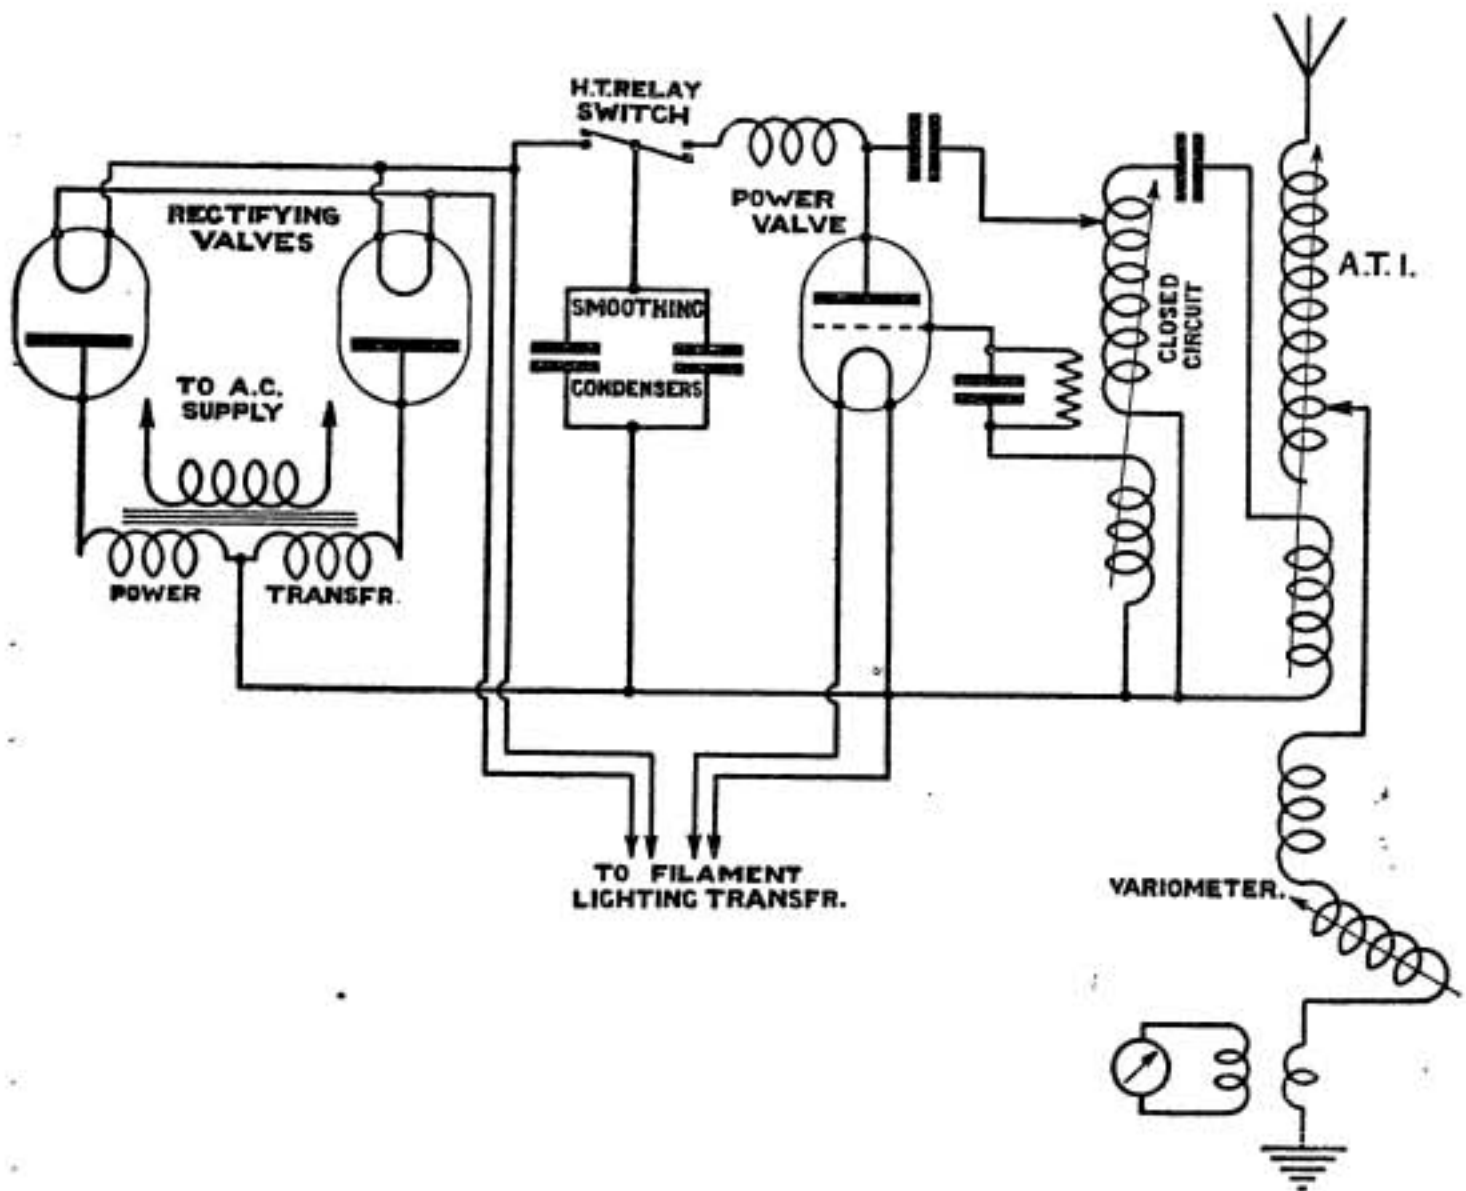 H.T. RELAY
SWITCH
RECTIFYING
VALVES
POWER
VALVE
A.T.I.
CLOSED
CIRCUIT
SMOOTHING
CONDENSERS
TO A.C.
SUPPLY
POWER TRANSFR.
TO FILAMENT
LIGHTING TRANSFR.
VARIOMETER.